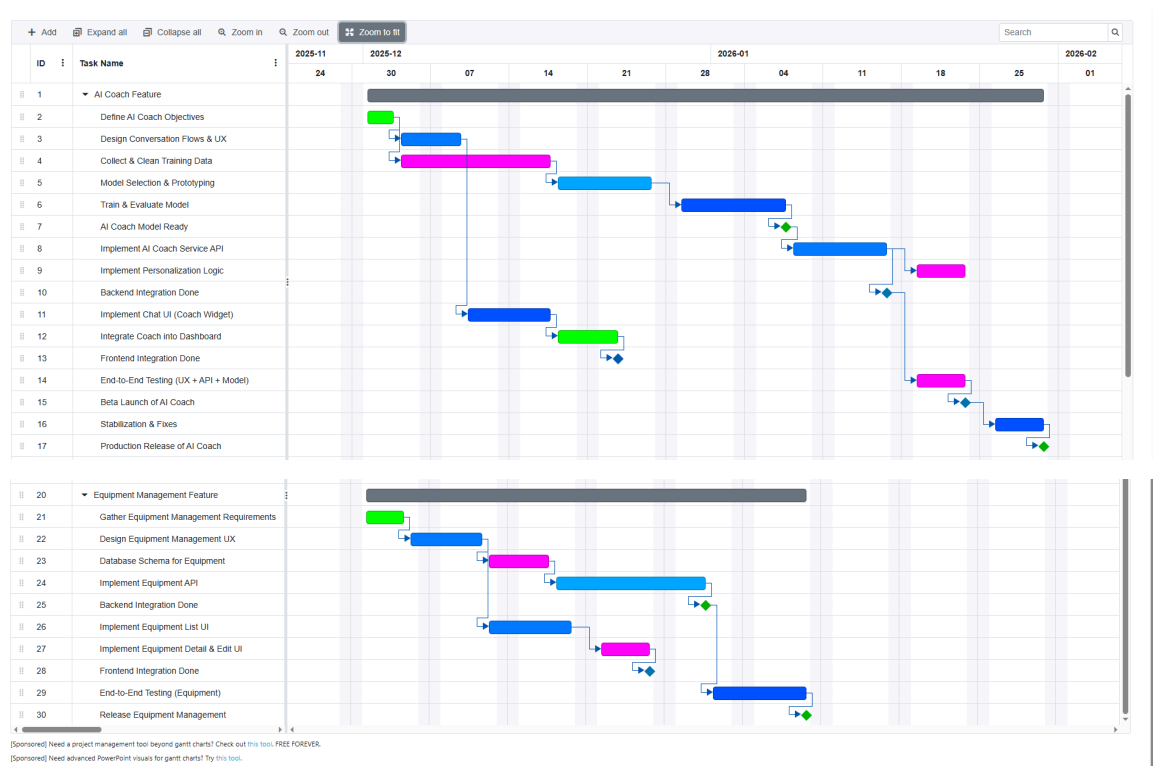 + Add Expand all Collapse all Zoom in Zoom out Zoom to fit Search
ID Task Name 2025-11 2025-12 2026-01 2026-02
24 30 07 14 21 28 04 11 18 25 01
1 AI Coach Feature
2 Define AI Coach Objectives
3 Design Conversation Flows & UX
4 Collect & Clean Training Data
5 Model Selection & Prototyping
6 Train & Evaluate Model
7 AI Coach Model Ready
8 Implement AI Coach Service API
9 Implement Personalization Logic
10 Backend Integration Done
11 Implement Chat UI (Coach Widget)
12 Integrate Coach into Dashboard
13 Frontend Integration Done
14 End-to-End Testing (UX + API + Model)
15 Beta Launch of AI Coach
16 Stabilization & Fixes
17 Production Release of AI Coach
20 Equipment Management Feature
21 Gather Equipment Management Requirements
22 Design Equipment Management UX
23 Database Schema for Equipment
24 Implement Equipment API
25 Backend Integration Done
26 Implement Equipment List UI
27 Implement Equipment Detail & Edit UI
28 Frontend Integration Done
29 End-to-End Testing (Equipment)
30 Release Equipment Management
[Sponsored] Need a project management tool beyond gantt charts? Check out this tool. FREE FOREVER.
[Sponsored] Need advanced PowerPoint visuals for gantt charts? Try this tool.